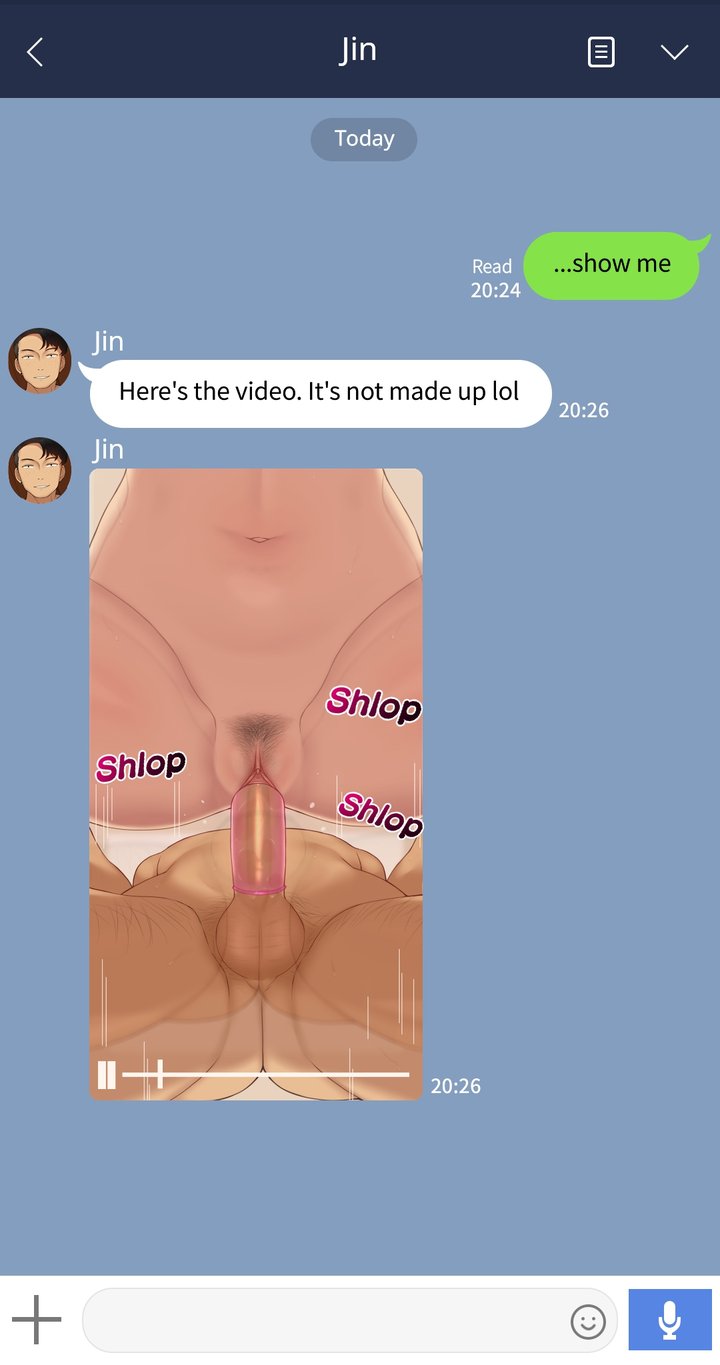 Jin
Today
...show me
Read
20:24
Jin
Here's the video. It's not made up lol
20:26
Jin
Shlop
Shlop
Shlop
20:26